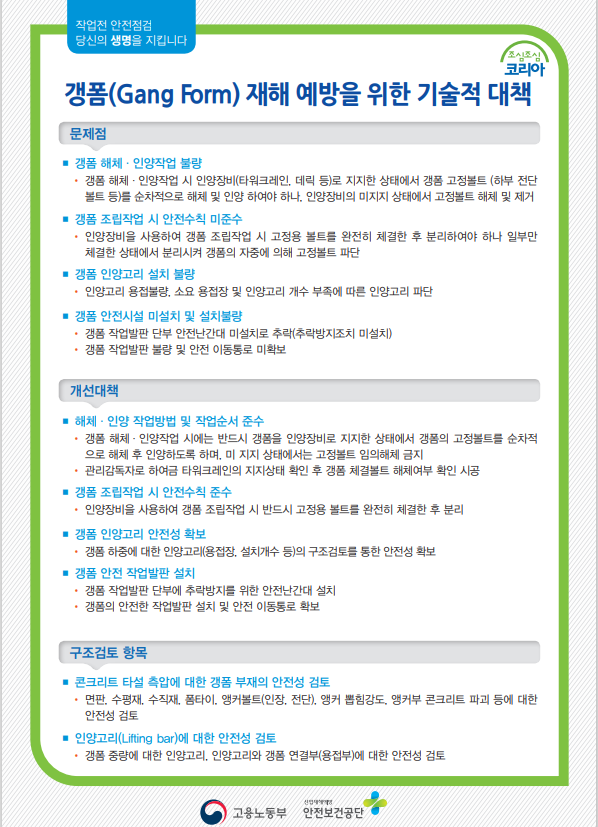 작업전 안전점검
당신의 생명을 지킵니다
조심조심
코리아
갱폼(Gang Form) 재해 예방을 위한 기술적 대책
문제점
■ 갱폼 해체 · 인양작업 불량
• 갱폼 해체 · 인양작업 시 인양장비(타워크레인, 데릭 등)로 지지한 상태에서 갱폼 고정볼트 (하부 전단
볼트 등)를 순차적으로 해체 및 인양 하여야 하나, 인양장비의 미지지 상태에서 고정볼트 해체 및 제거
■ 갱폼 조립작업 시 안전수칙 미준수
• 인양장비을 사용하여 갱폼 조립작업 시 고정용 볼트를 완전히 체결한 후 분리하여야 하나 일부만
체결한 상태에서 분리시켜 갱폼의 자중에 의해 고정볼트 파단
■ 갱폼 인양고리 설치 불량
• 인양고리 용접불량, 소요 용접장 및 인양고리 개수 부족에 따른 인양고리 파단
■ 갱폼 안전시설 미설치 및 설치불량
• 갱폼 작업발판 단부 안전난간대 미설치로 추락(추락방지조치 미설치)
• 갱폼 작업발판 불량 및 안전 이동통로 미확보
개선대책
■ 해체 · 인양 작업방법 및 작업순서 준수
• 갱폼 해체 · 인양작업 시에는 반드시 갱폼을 인양장비로 지지한 상태에서 갱폼의 고정볼트를 순차적
으로 해체 후 인양하도록 하며, 미 지지 상태에서는 고정볼트 임의해체 금지
• 관리감독자로 하여금 타워크레인의 지지상태 확인 후 갱폼 체결볼트 해체여부 확인 시공
■ 갱폼 조립작업 시 안전수칙 준수
• 인양장비을 사용하여 갱폼 조립작업 시 반드시 고정용 볼트를 완전히 체결한 후 분리
■ 갱폼 인양고리 안전성 확보
• 갱폼 하중에 대한 인양고리(용접장, 설치개수 등)의 구조검토를 통한 안전성 확보
■ 갱폼 안전 작업발판 설치
• 갱폼 작업발판 단부에 추락방지를 위한 안전난간대 설치
• 갱폼의 안전한 작업발판 설치 및 안전 이동통로 확보
구조검토 항목
■ 콘크리트 타설 측압에 대한 갱폼 부재의 안전성 검토
• 면판, 수평재, 수직재, 폼타이, 앵커볼트(인장, 전단), 앵커 뽑힘강도, 앵커부 콘크리트 파괴 등에 대한
안전성 검토
■ 인양고리(Lifting bar)에 대한 안전성 검토
• 갱폼 중량에 대한 인양고리, 인양고리와 갱폼 연결부(용접부)에 대한 안전성 검토
고용노동부
산업재해예방
안전보건공단